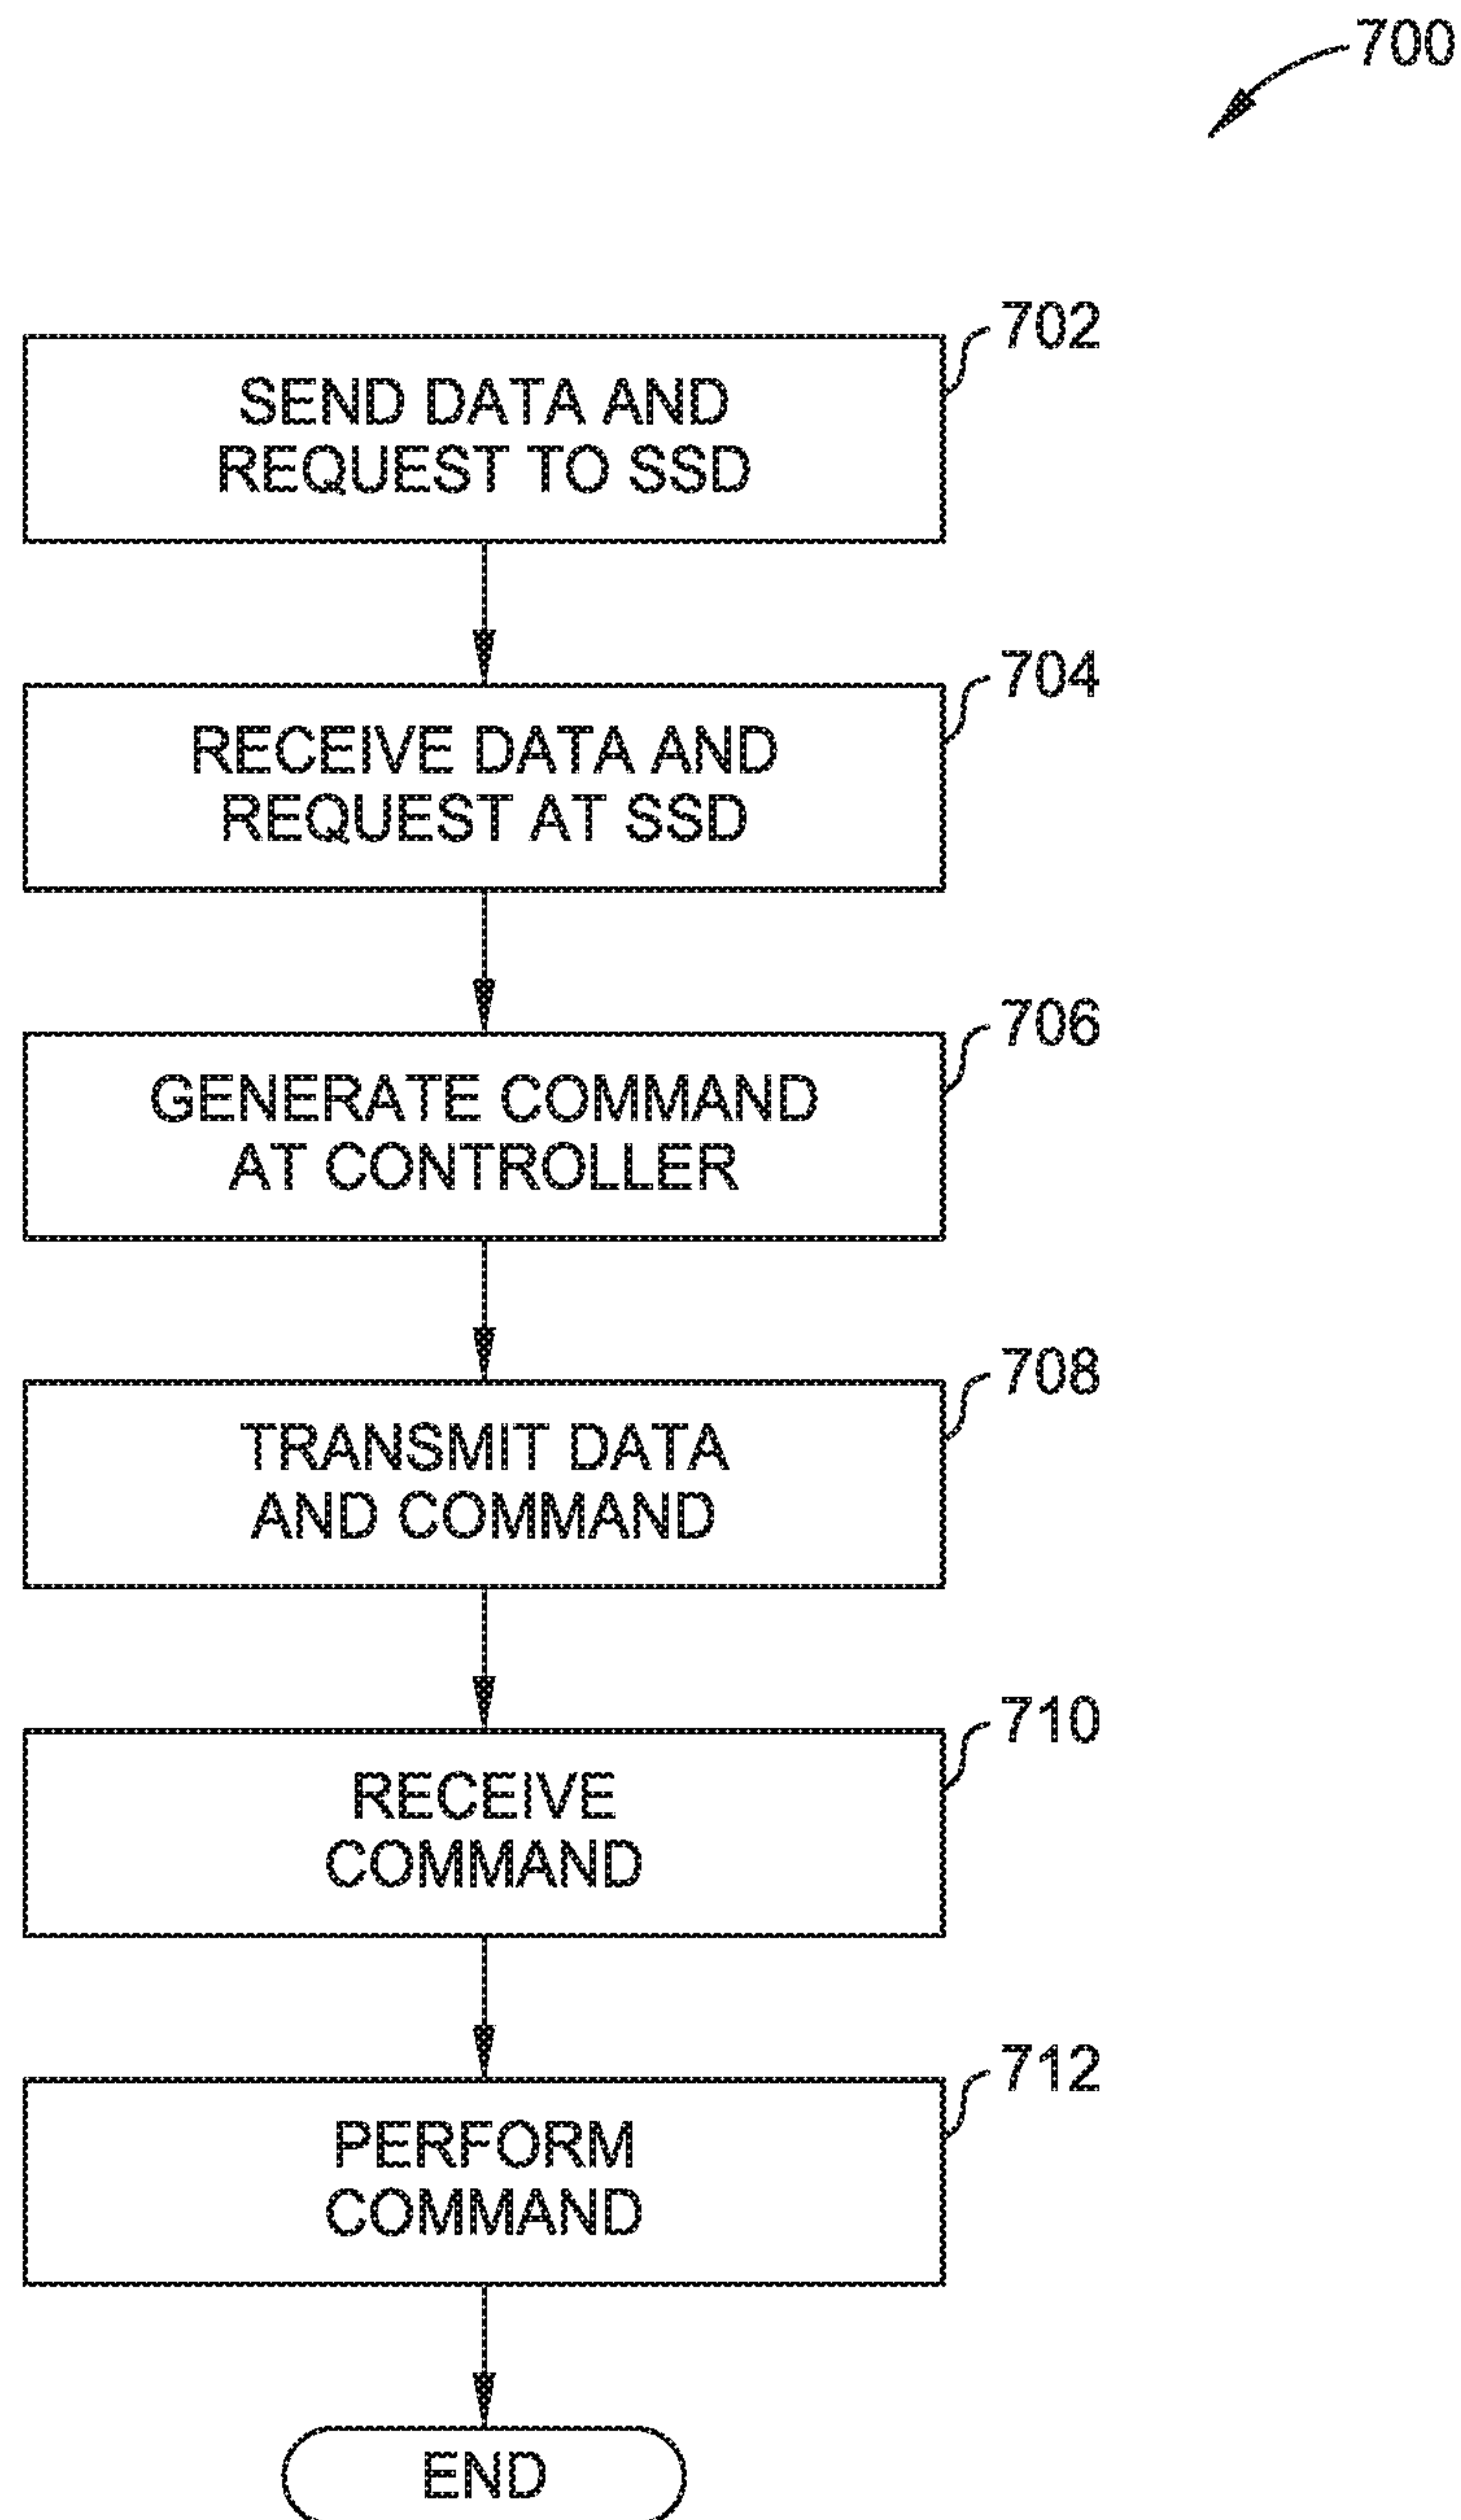 700
702
SEND DATA AND
REQUEST TO SSD
704
RECEIVE DATA AND
REQUEST AT SSD
706
GENERATE COMMAND
AT CONTROLLER
708
TRANSMIT DATA
AND COMMAND
710
RECEIVE
COMMAND
712
PERFORM
COMMAND
END